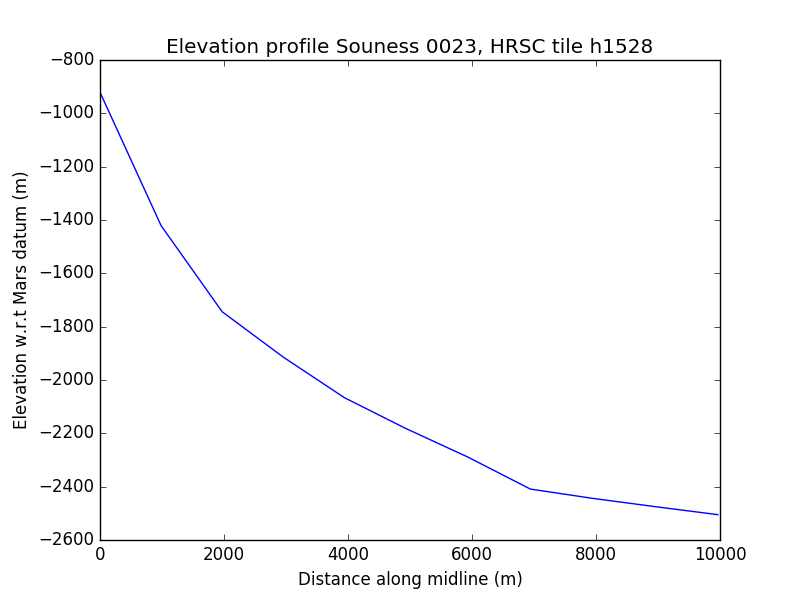 Elevation profile Souness 0023, HRSC tile h1528
−800
−1000
−1200
−1400
−1600
−1800
−2000
−2200
−2400
−2600
Elevation w.r.t Mars datum (m)
0 2000 4000 6000 8000 10000
Distance along midline (m)